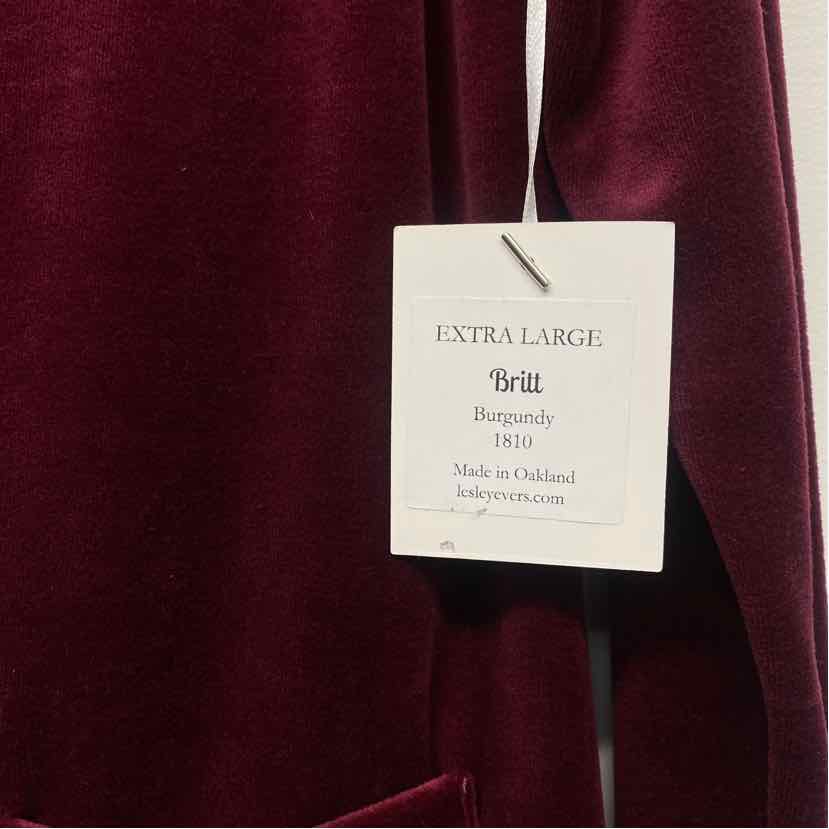 EXTRA LARGE
Britt
Burgundy
1810
Made in Oakland
lesleyevers.com